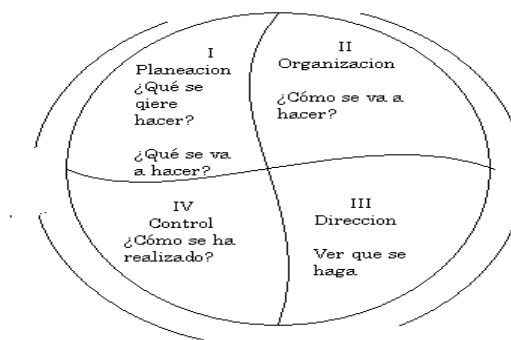 I
Planeacion
¿Qué se
qiere
hacer?
¿Qué se va
a hacer?
II
Organizacion
¿Cómo se va a
hacer?
III
Direccion
Ver que se
haga
IV
Control
¿Cómo se ha
realizado?